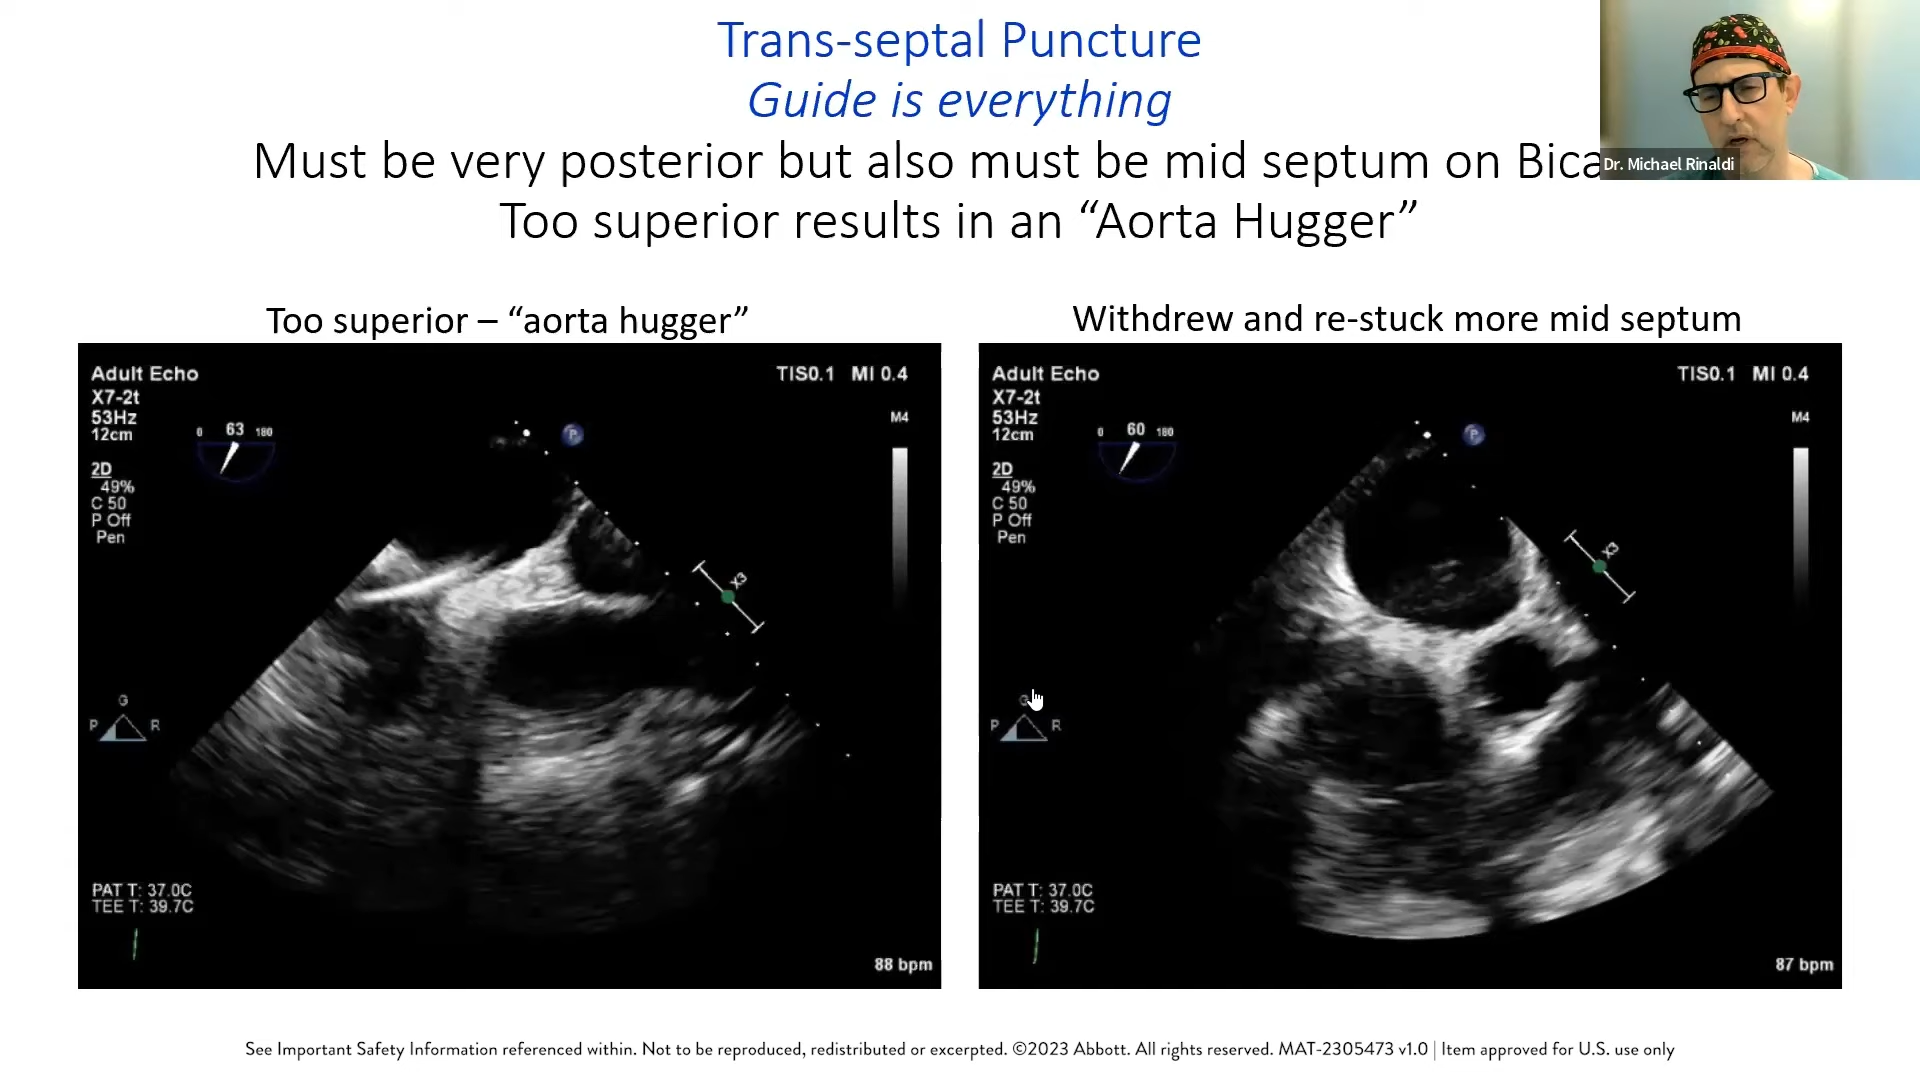 Trans-septal Puncture
Guide is everything
Must be very posterior but also must be mid septum on Bica
Dr. Michael Rinaldi
Too superior results in an “Aorta Hugger”
Too superior – “aorta hugger”
Withdrew and re-stuck more mid septum
Adult Echo
TIS0.1 MI 0.4
X7-2t
53Hz
12cm
M4
0 63 180
P
2D
49%
C 50
P Off
Pen
X3
G
P R
PAT T: 37.0C
TEE T: 39.7C
88 bpm
Adult Echo
TIS0.1 MI 0.4
X7-2t
53Hz
12cm
M4
0 60 180
P
2D
49%
C 50
P Off
Pen
X3
G
P R
PAT T: 37.0C
TEE T: 39.7C
87 bpm
See Important Safety Information referenced within. Not to be reproduced, redistributed or excerpted. ©2023 Abbott. All rights reserved. MAT-2305473 v1.0 | Item approved for U.S. use only